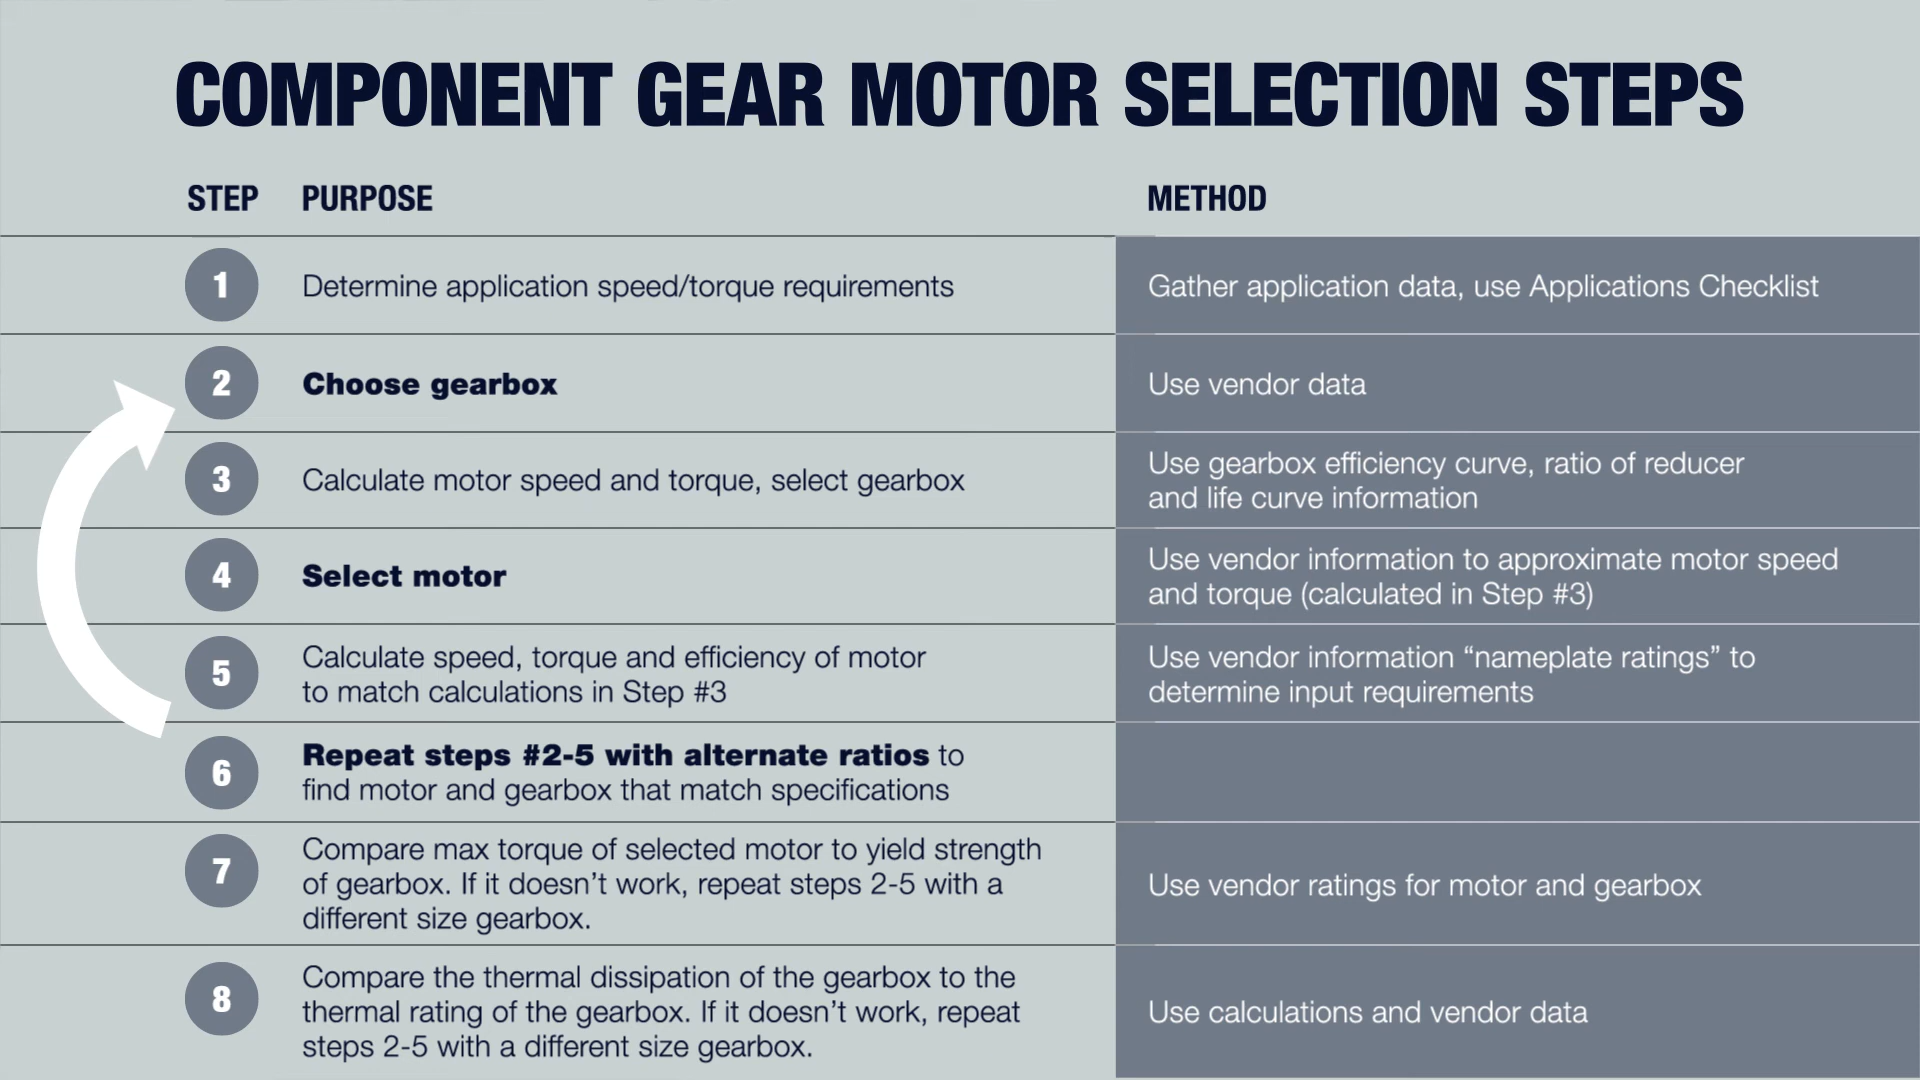 COMPONENT GEAR MOTOR SELECTION STEPS
STEP PURPOSE METHOD
1 Determine application speed/torque requirements Gather application data, use Applications Checklist
2 Choose gearbox Use vendor data
3 Calculate motor speed and torque, select gearbox
Use gearbox efficiency curve, ratio of reducer
and life curve information
4 Select motor
Use vendor information to approximate motor speed
and torque (calculated in Step #3)
5
Calculate speed, torque and efficiency of motor
to match calculations in Step #3
Use vendor information “nameplate ratings” to
determine input requirements
6
Repeat steps #2-5 with alternate ratios to
find motor and gearbox that match specifications
7
Compare max torque of selected motor to yield strength
of gearbox. If it doesn’t work, repeat steps 2-5 with a
different size gearbox.
Use vendor ratings for motor and gearbox
8
Compare the thermal dissipation of the gearbox to the
thermal rating of the gearbox. If it doesn’t work, repeat
steps 2-5 with a different size gearbox.
Use calculations and vendor data